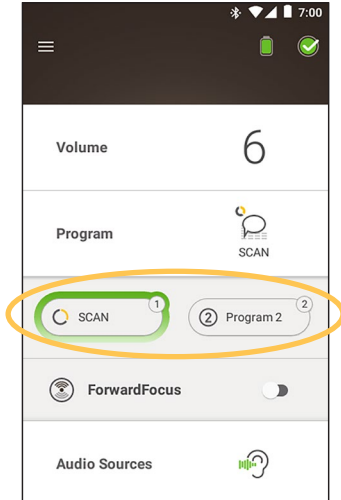 7:00
Volume 6
Program
SCAN
SCAN 1 2 Program 2 2
ForwardFocus
Audio Sources